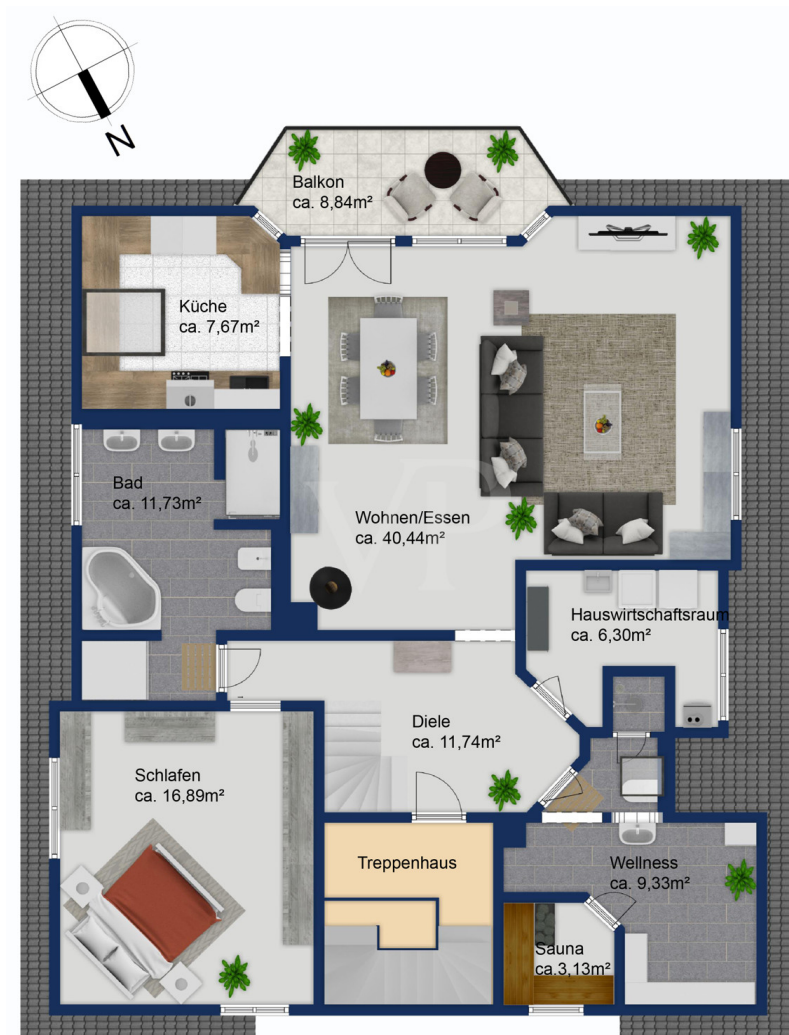 N
Balkon
ca. 8,84m²
Küche
ca. 7,67m²
Bad
ca. 11,73m²
VP
Wohnen/Essen
ca. 40,44m²
Hauswirtschaftsraum
ca. 6,30m²
Diele
ca. 11,74m²
Schlafen
ca. 16,89m²
Treppenhaus
Wellness
ca. 9,33m²
Sauna
ca.3,13m²